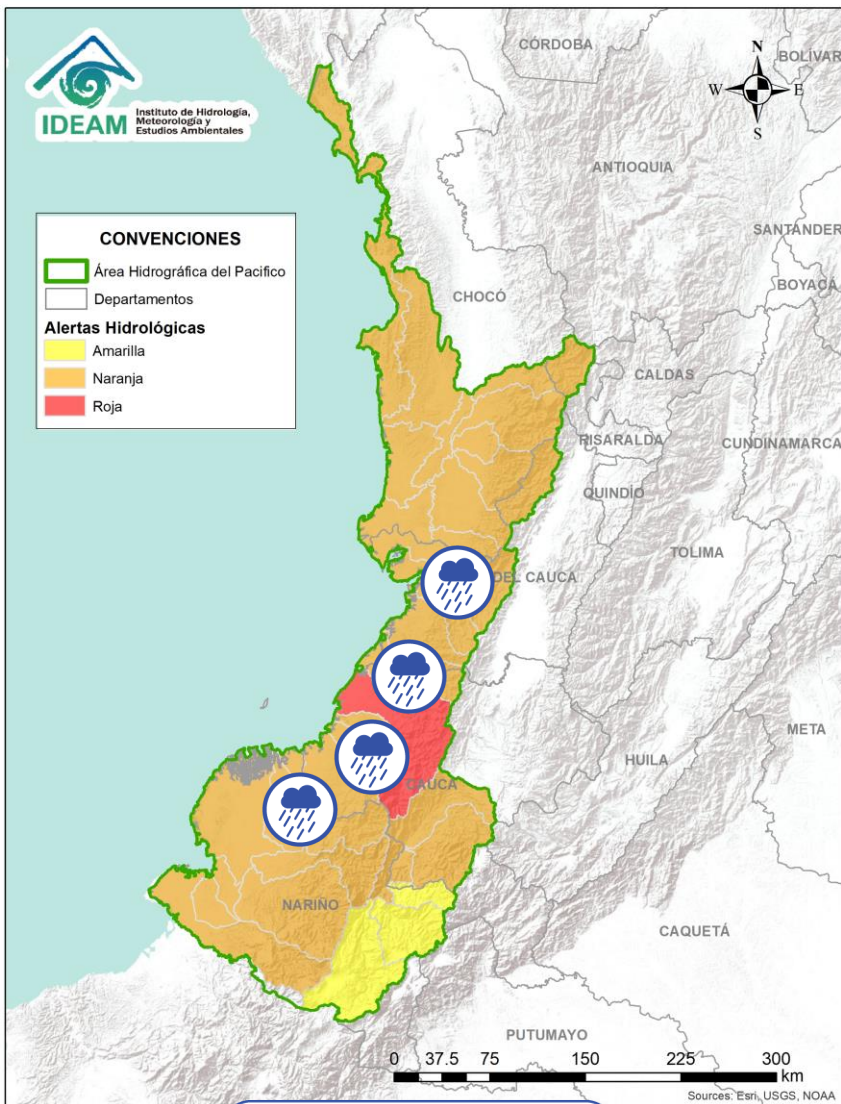 IDEAM
Instituto de Hidrología,
Meteorología y
Estudios Ambientales
CÓRDOBA
BOLÍVAR
N
W
E
S
ANTIOQUIA
SANTANDER
BOYACÁ
CONVENCIONES
Área Hidrográfica del Pacifico
Departamentos
Alertas Hidrológicas
Amarilla
Naranja
Roja
CHOCÓ
CALDAS
RISARALDA
CUNDINAMARCA
QUINDÍO
TOLIMA
DEL CAUCA
META
HUILA
CAUCA
NARIÑO
CAQUETÁ
PUTUMAYO
0 37.5 75 150 225 300
km
Sources: Esri, USGS, NOAA